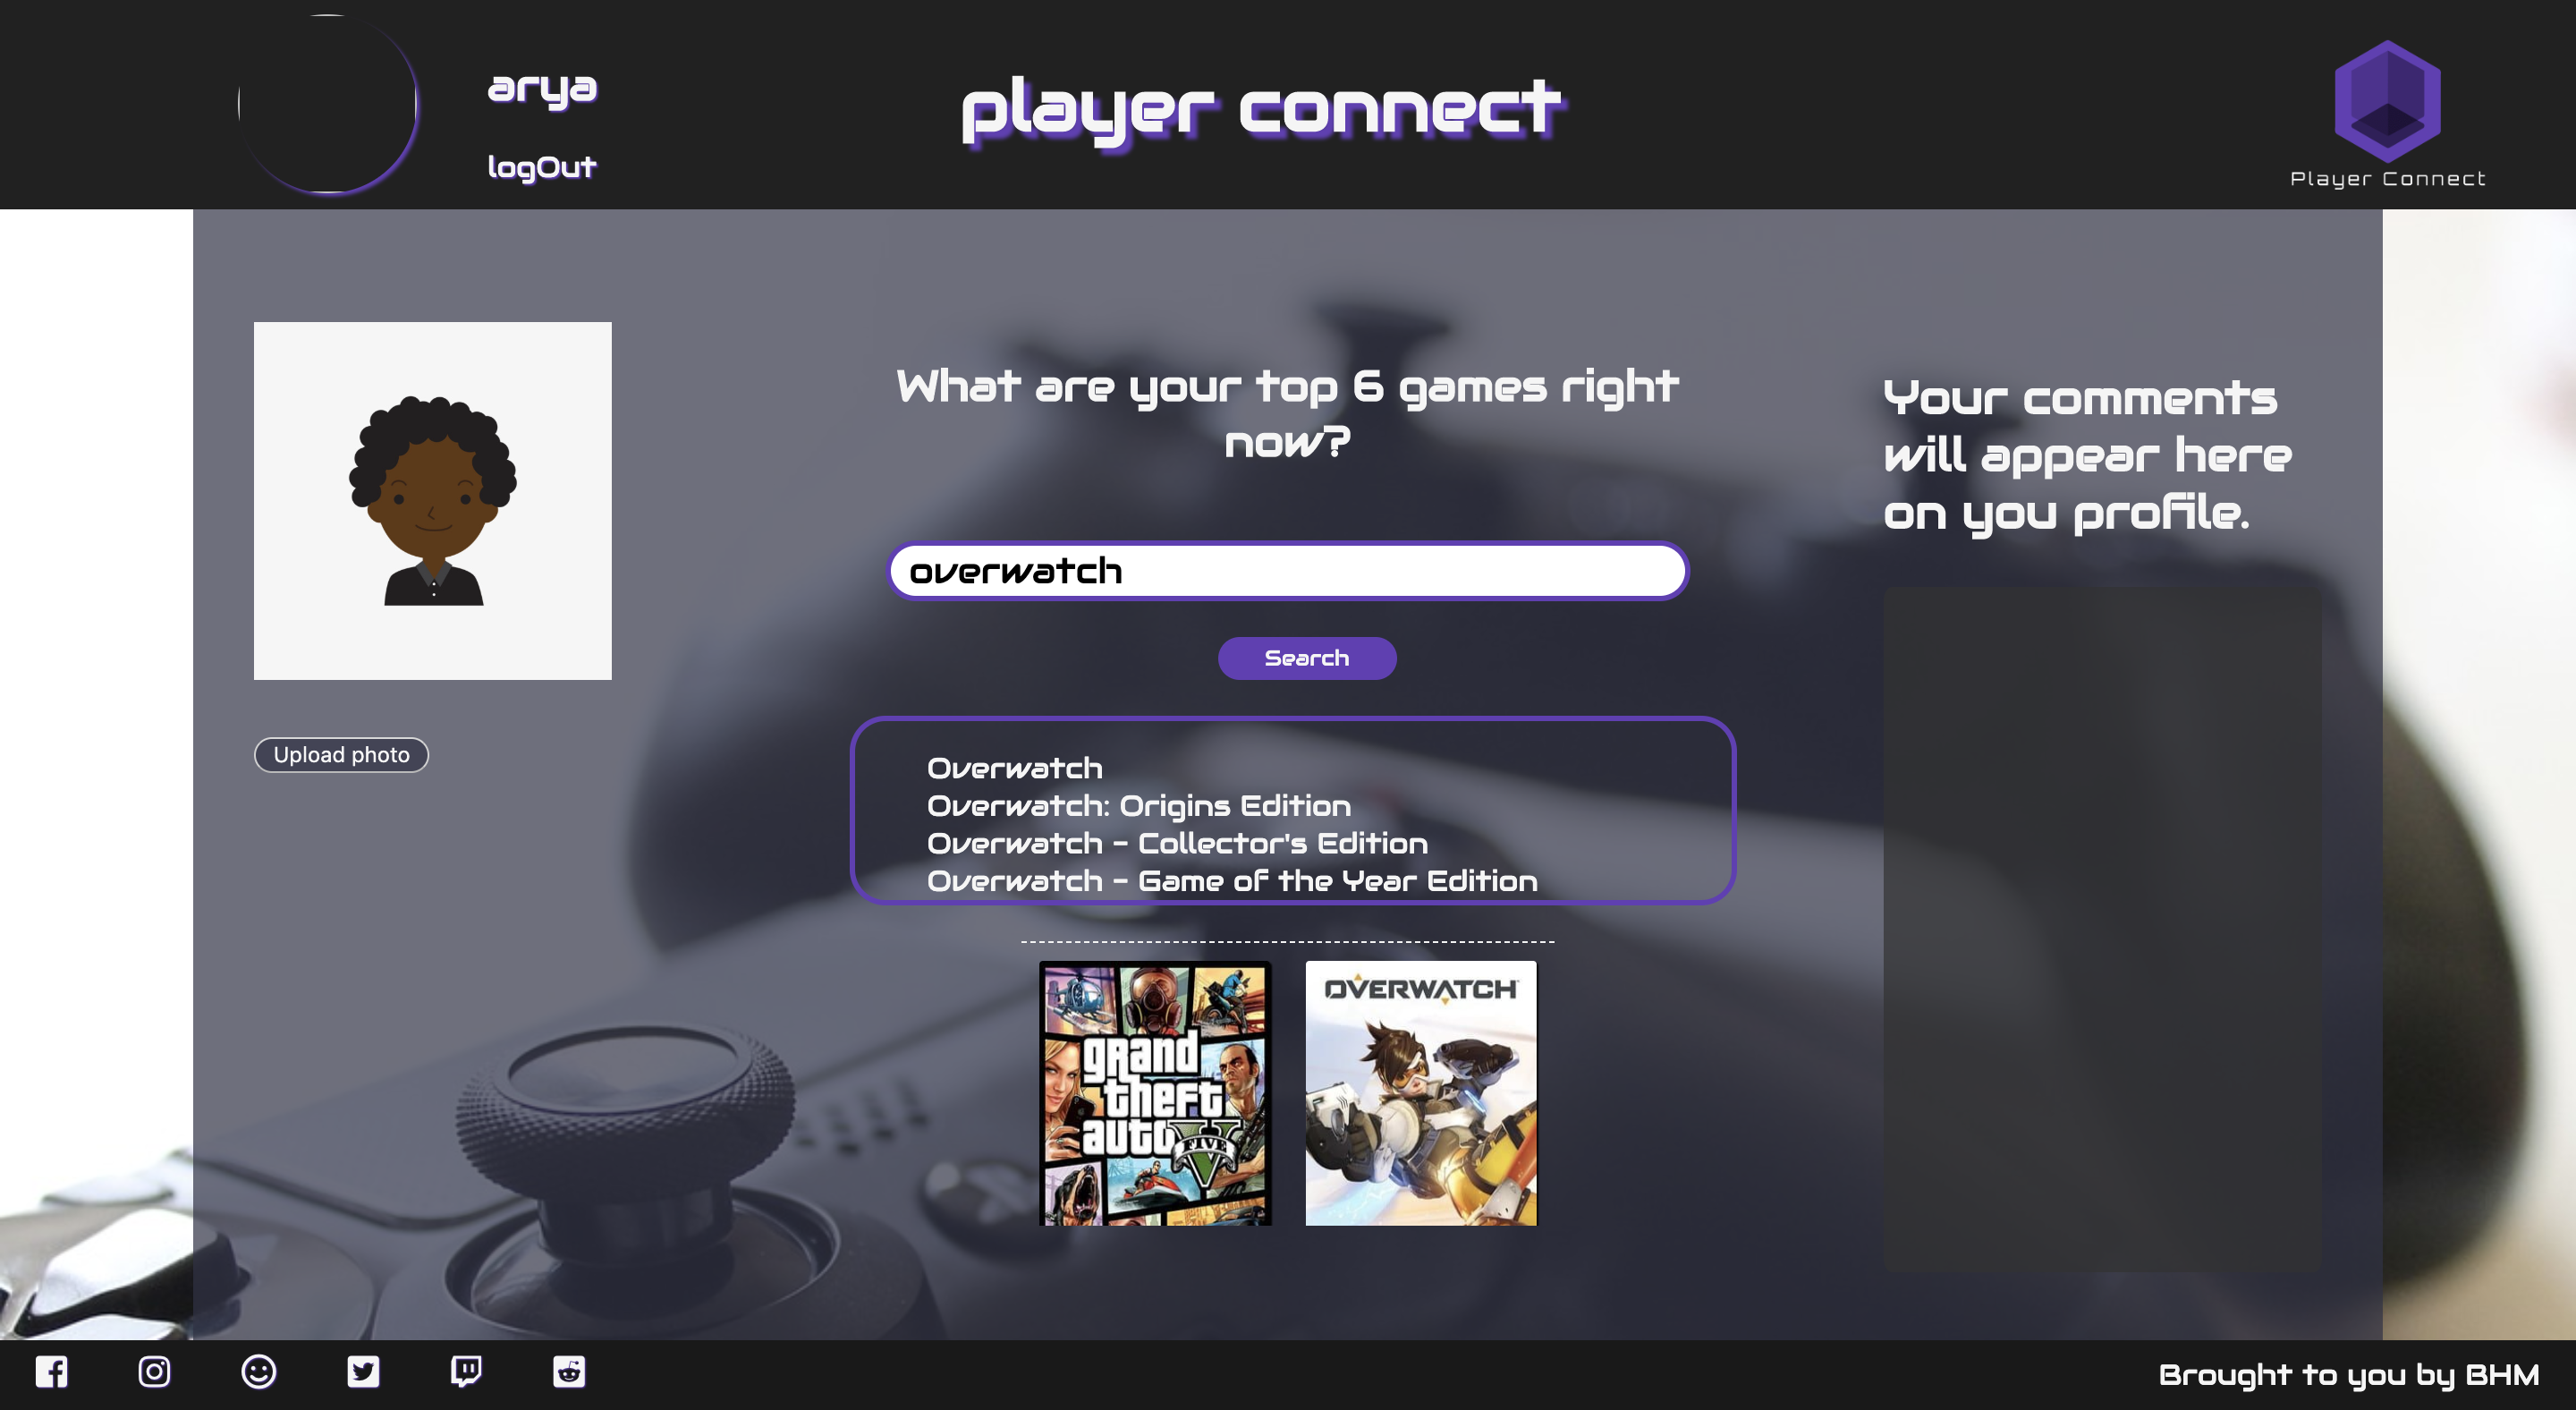 arya
logOut
player connect
Player Connect
What are your top 6 games right
now?
overwatch
Search
Overwatch
Overwatch: Origins Edition
Overwatch - Collector's Edition
Overwatch - Game of the Year Edition
grand
theft
auto
V
FIVE
OVERWATCH
Upload photo
Your comments
will appear here
on you profile.
Brought to you by BHM